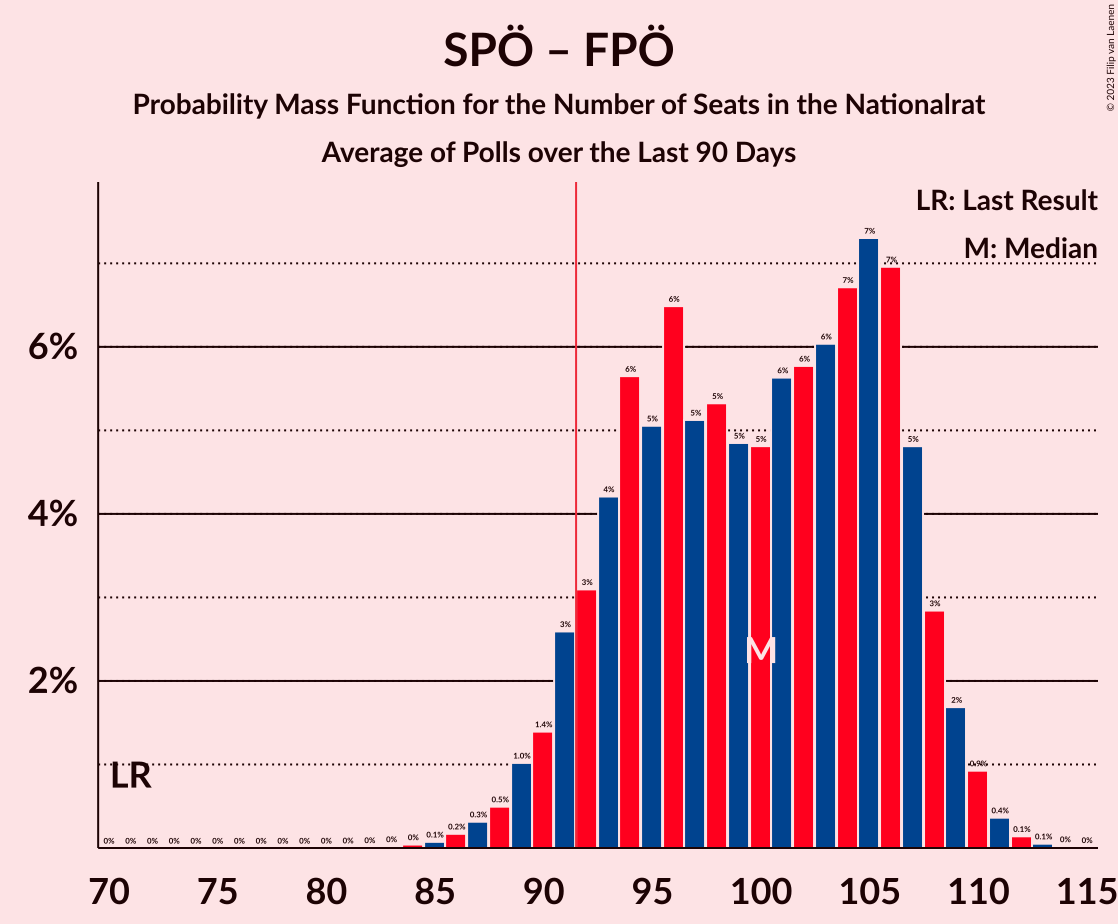 SPÖ – FPÖ
Probability Mass Function for the Number of Seats in the Nationalrat
Average of Polls over the Last 90 Days
© 2023 Filip van Laenen
LR: Last Result
M: Median
6%
4%
2%
LR
M
0% 0% 0% 0% 0% 0% 0% 0% 0% 0% 0% 0% 0% 0% 0% 0.1% 0.2% 0.3% 0.5% 1.0% 1.4% 3% 3% 4% 6% 5% 6% 5% 5% 5% 5% 6% 6% 6% 7% 7% 7% 5% 3% 2% 0.9% 0.4% 0.1% 0.1% 0% 0%
70 75 80 85 90 95 100 105 110 115